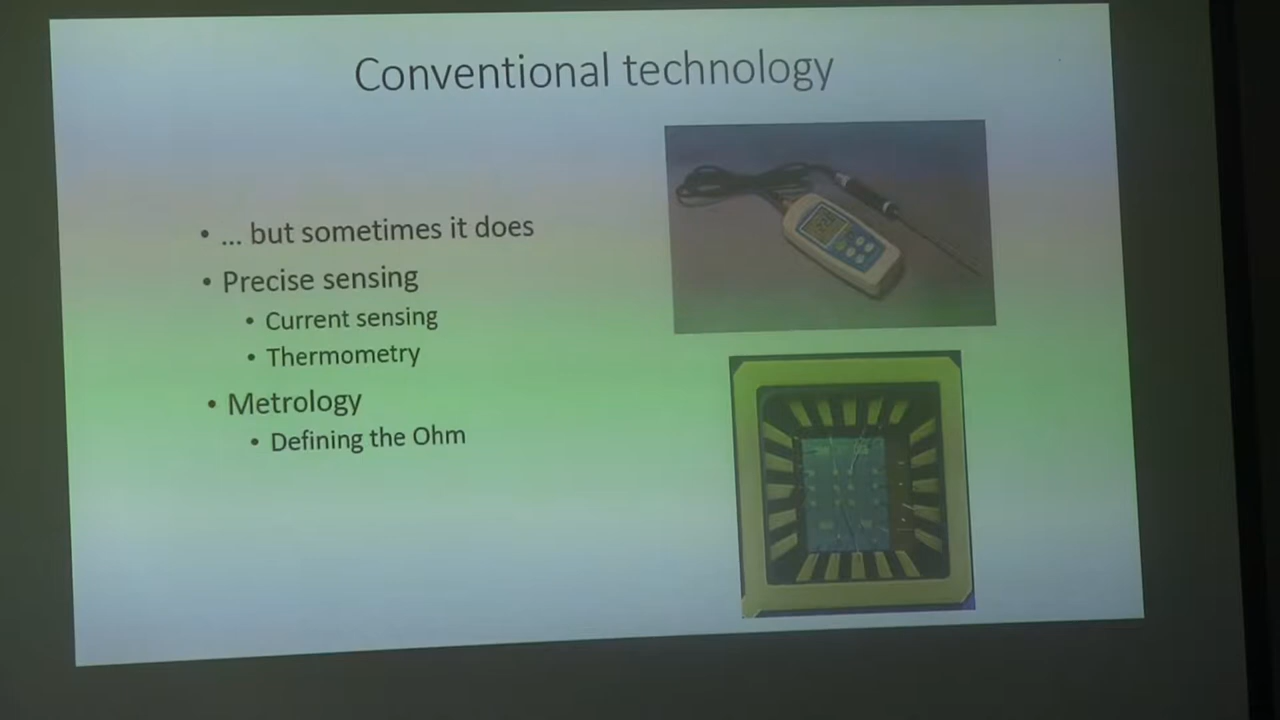 Conventional technology
• ... but sometimes it does
• Precise sensing
• Current sensing
• Thermometry
• Metrology
• Defining the Ohm